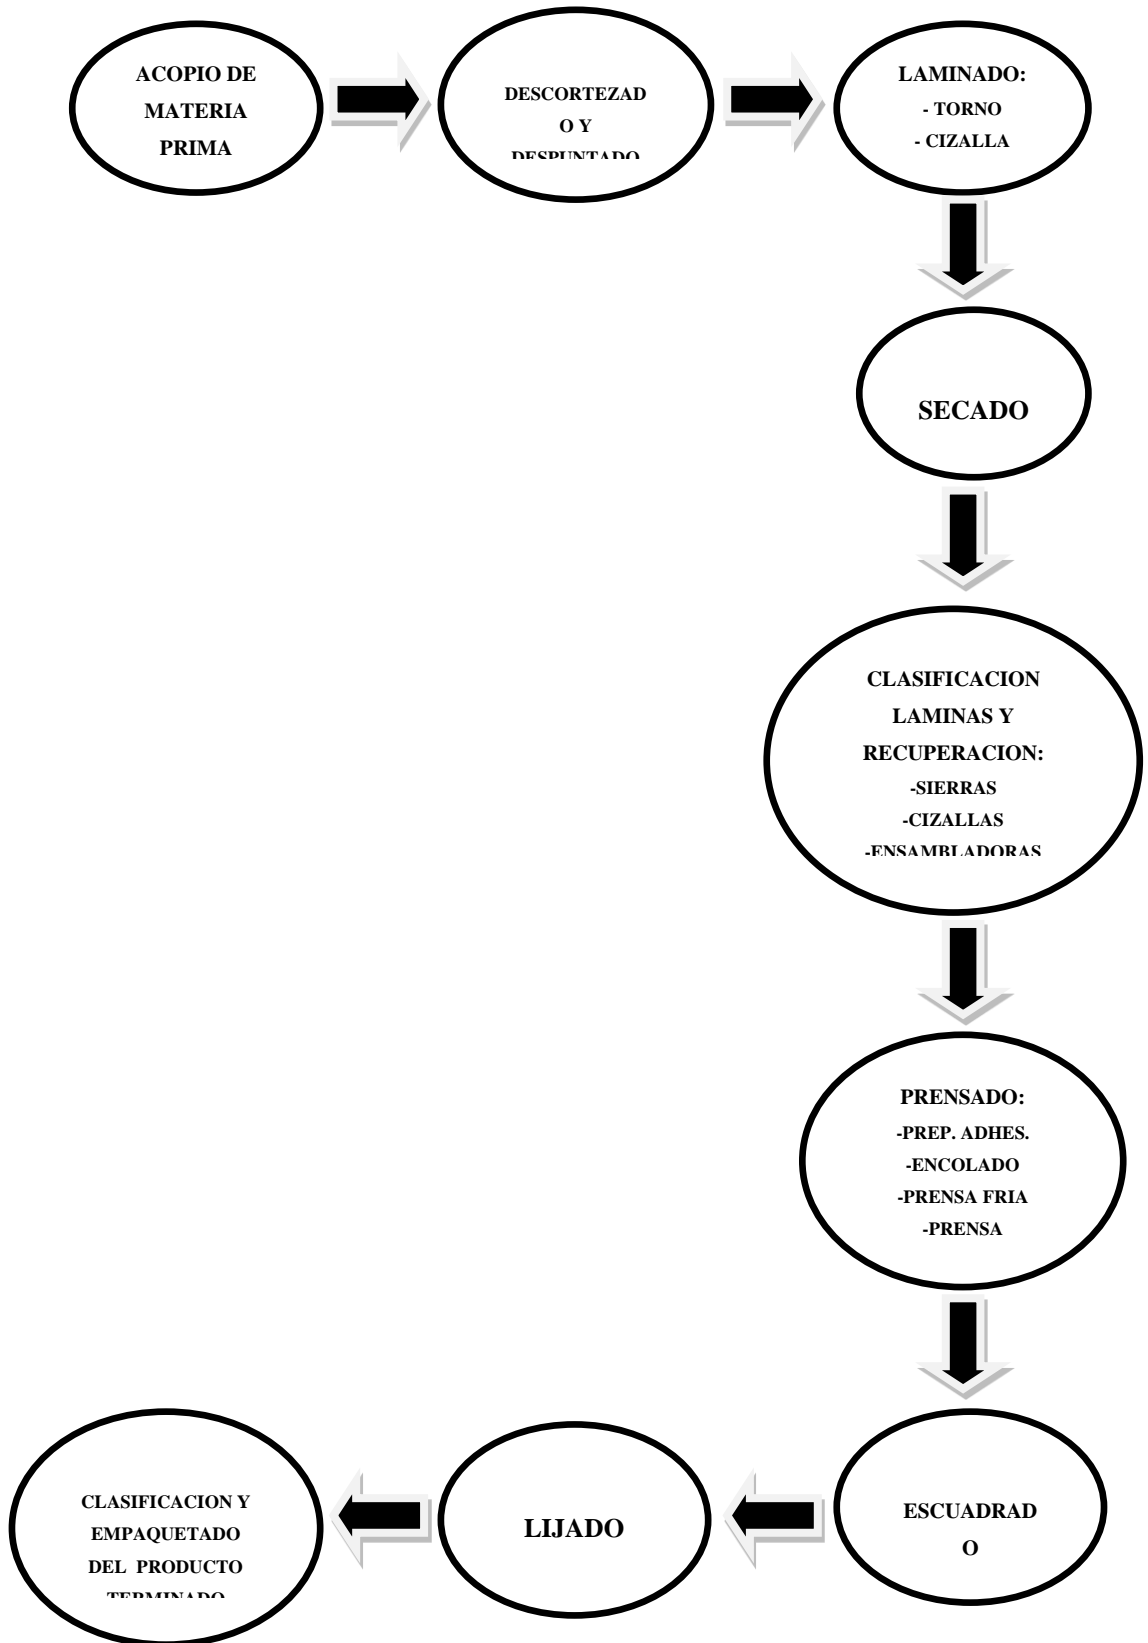 ACOPIO DE
MATERIA
PRIMA
DESCORTEZAD
O Y
DESPUNTADO
LAMINADO:
- TORNO
- CIZALLA
SECADO
CLASIFICACION
LAMINAS Y
RECUPERACION:
-SIERRAS
-CIZALLAS
-ENSAMBLADORAS
PRENSADO:
-PREP. ADHES.
-ENCOLADO
-PRENSA FRIA
-PRENSA
ESCUADRAD
O
LIJADO
CLASIFICACION Y
EMPAQUETADO
DEL PRODUCTO
TERMINADO